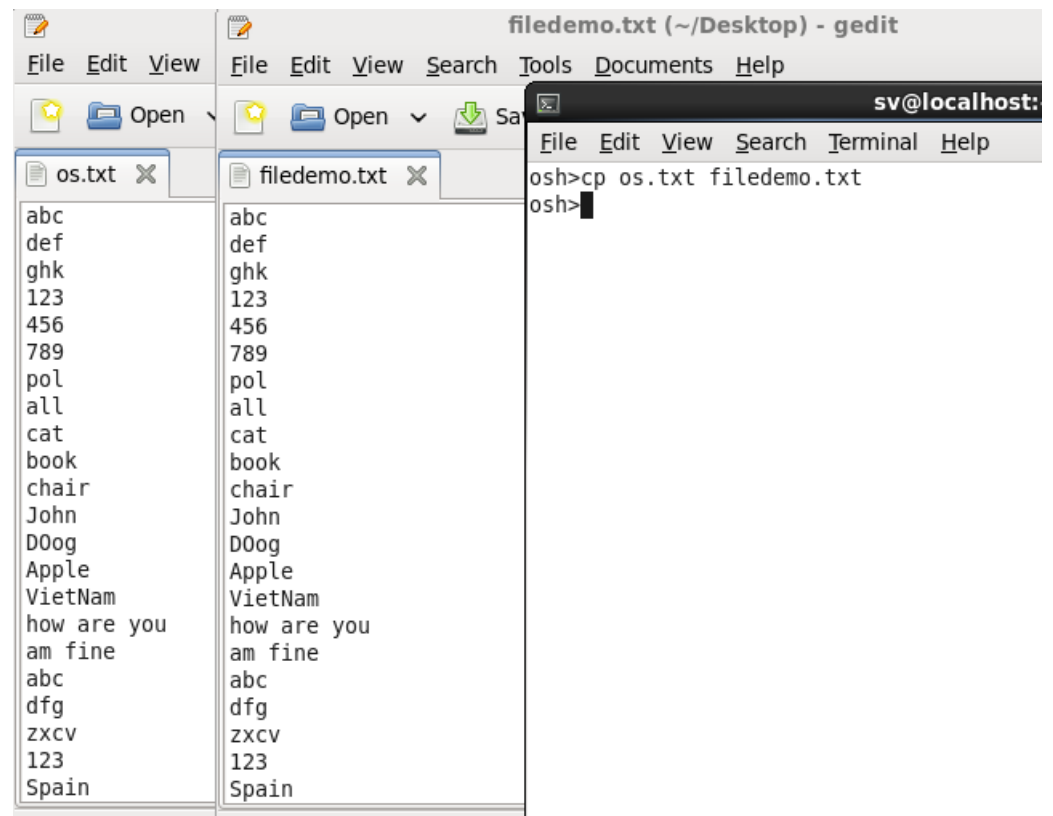 File Edit View
Open
os.txt
abc
def
ghk
123
456
789
pol
all
cat
book
chair
John
DOog
Apple
VietNam
how are you
am fine
abc
dfg
zxcv
123
Spain
filedemo.txt (~/Desktop) - gedit
File Edit View Search Tools Documents Help
Open Sa
filedemo.txt
abc
def
ghk
123
456
789
pol
all
cat
book
chair
John
DOog
Apple
VietNam
how are you
am fine
abc
dfg
zxcv
123
Spain
sv@localhost:
File Edit View Search Terminal Help
osh>cp os.txt filedemo.txt
osh>